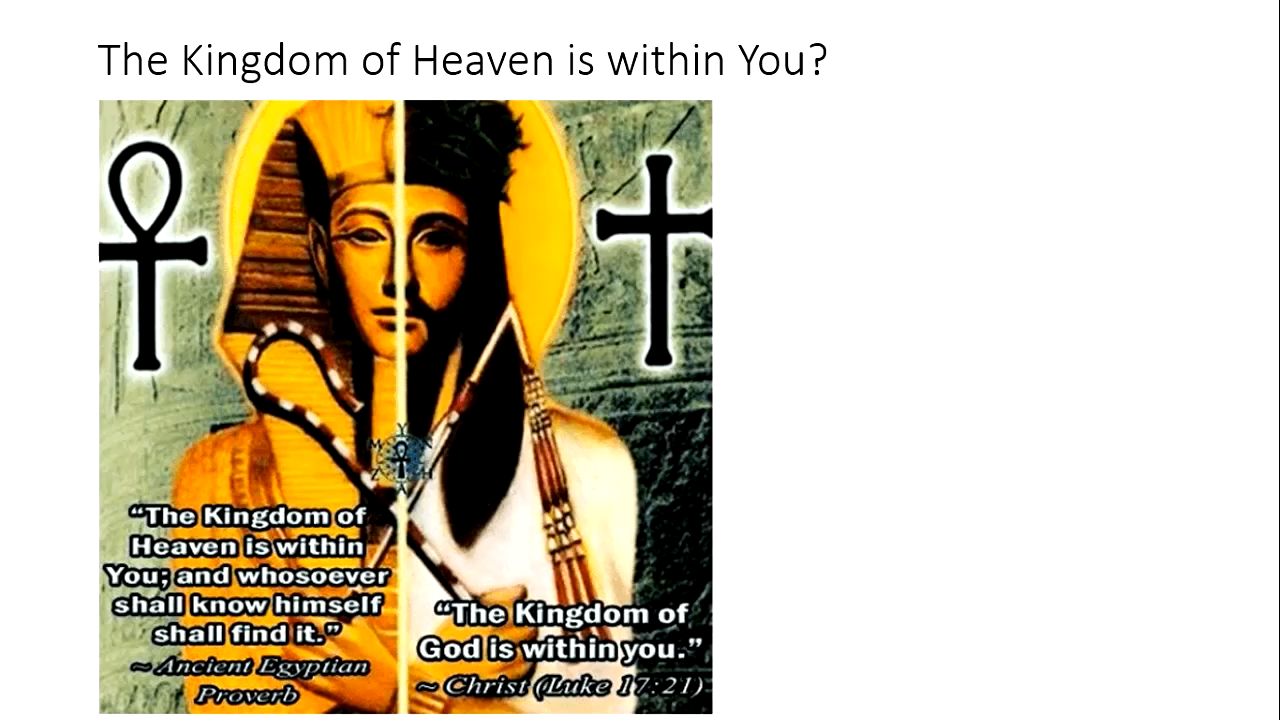 The Kingdom of Heaven is within You?
“The Kingdom of
Heaven is within
You; and whosoever
shall know himself
shall find it.”
~ Ancient Egyptian
Proverb
“The Kingdom of
God is within you.”
~ Christ (Luke 17:21)